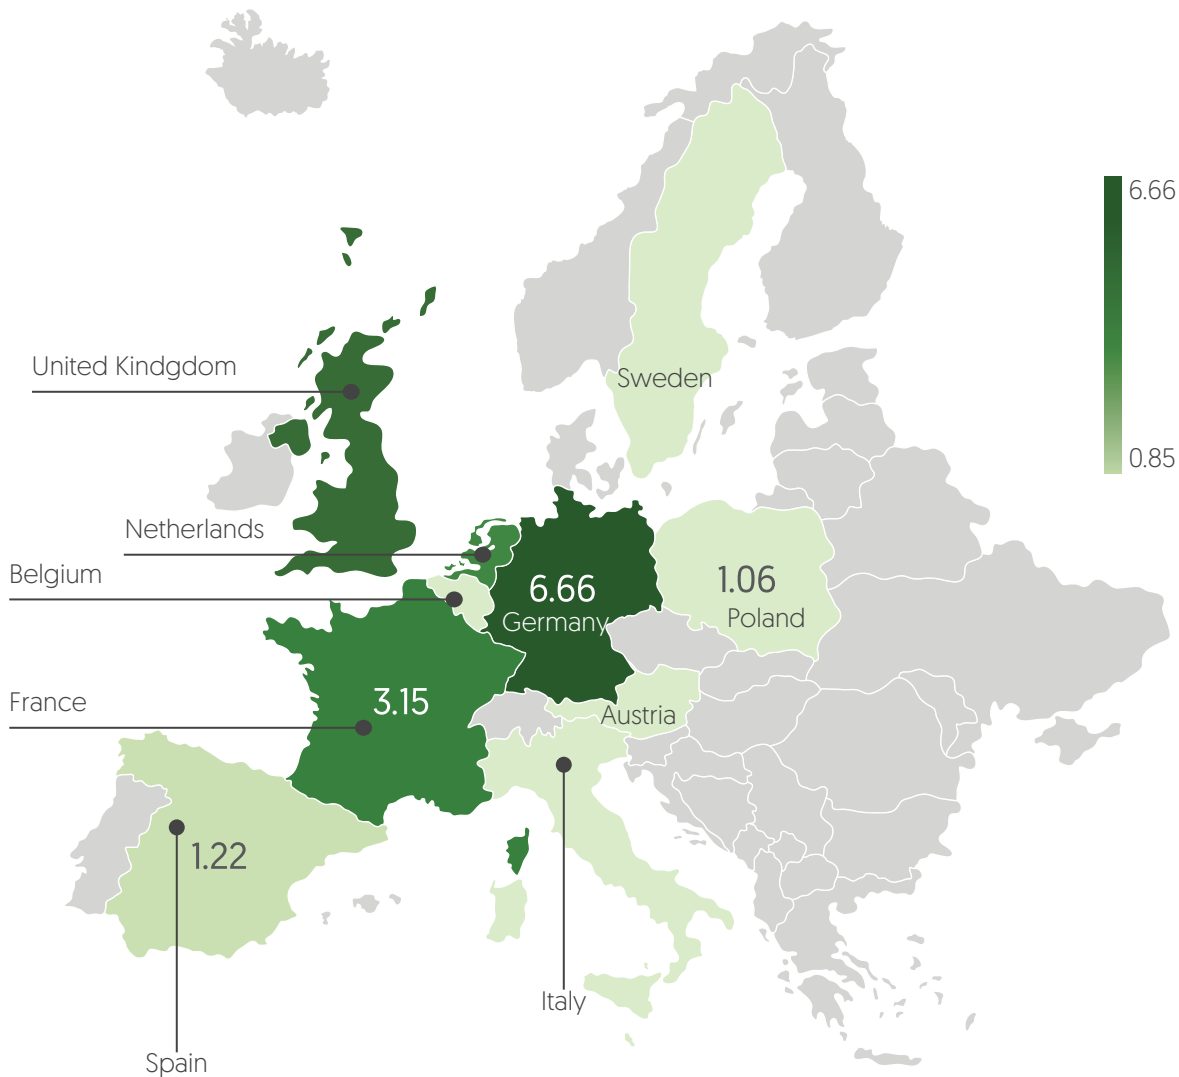 6.66
0.85
United Kindgdom
Sweden
Netherlands
Belgium
6.66
Germany
1.06
Poland
France
3.15
Austria
1.22
Italy
Spain